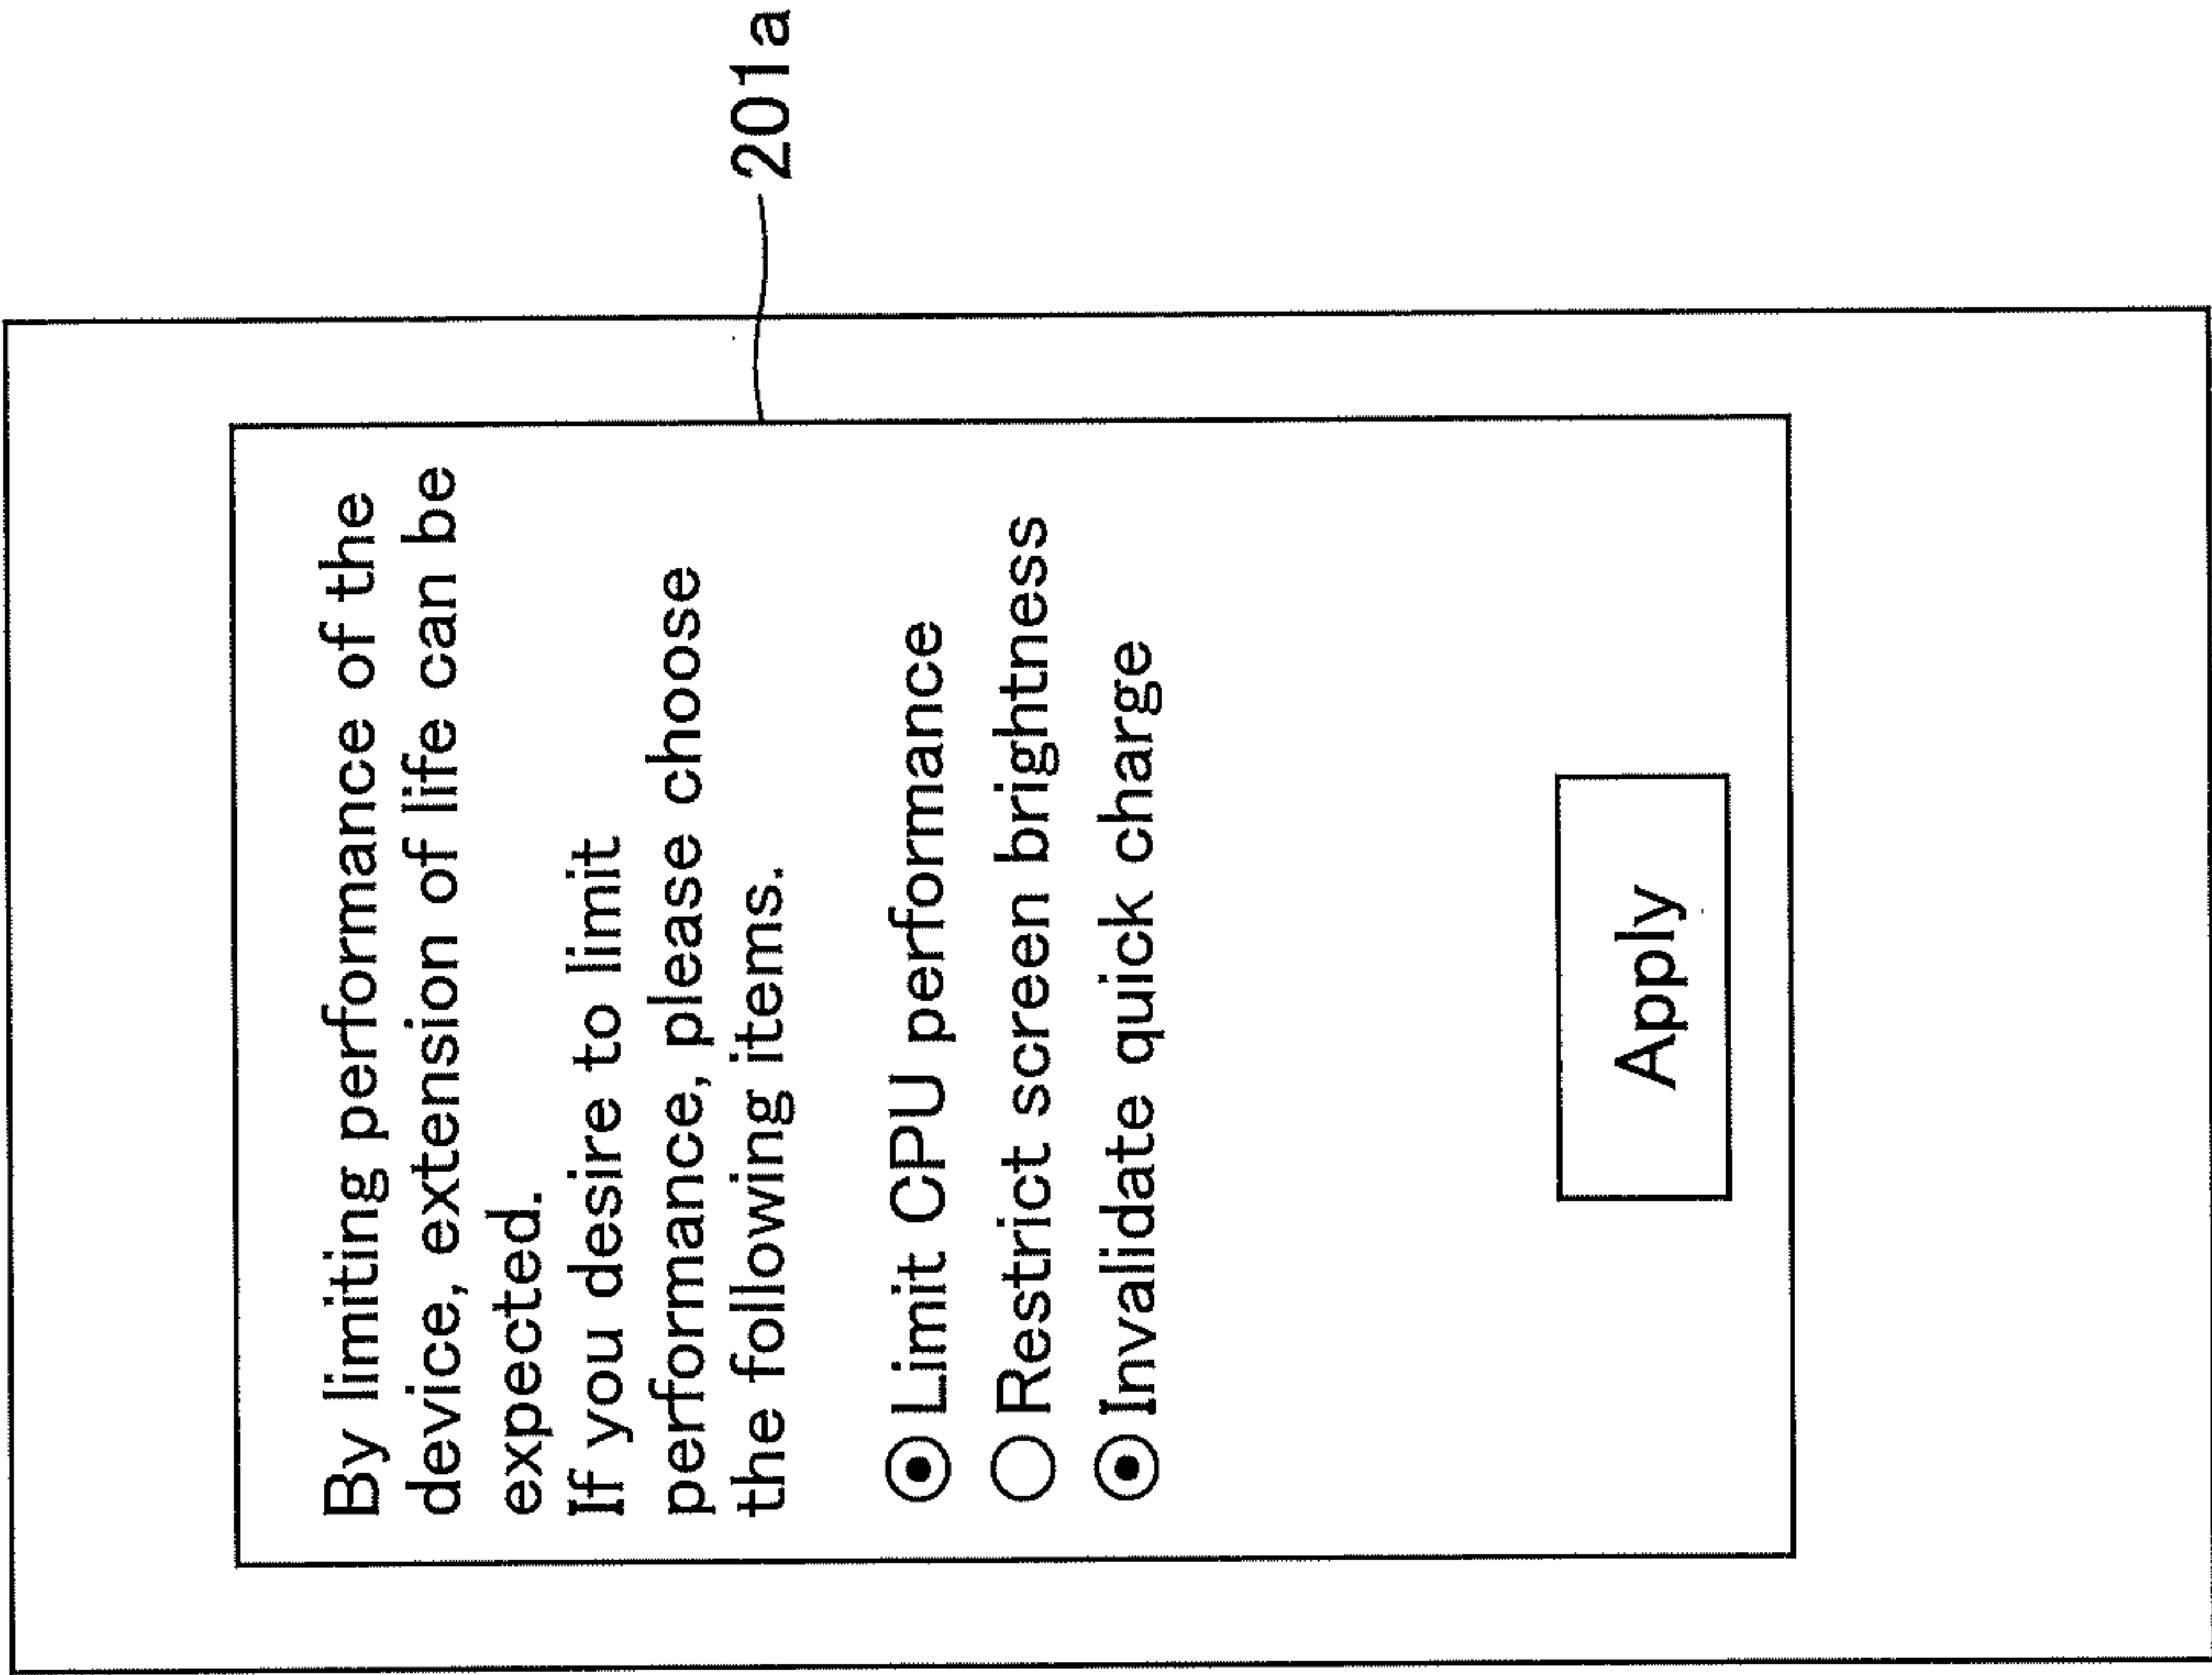 By limiting performance of the
device, extension of life can be
expected.
If you desire to limit
performance, please choose
the following items.
Limit CPU performance
Restrict screen brightness
Invalidate quick charge
Apply
201a